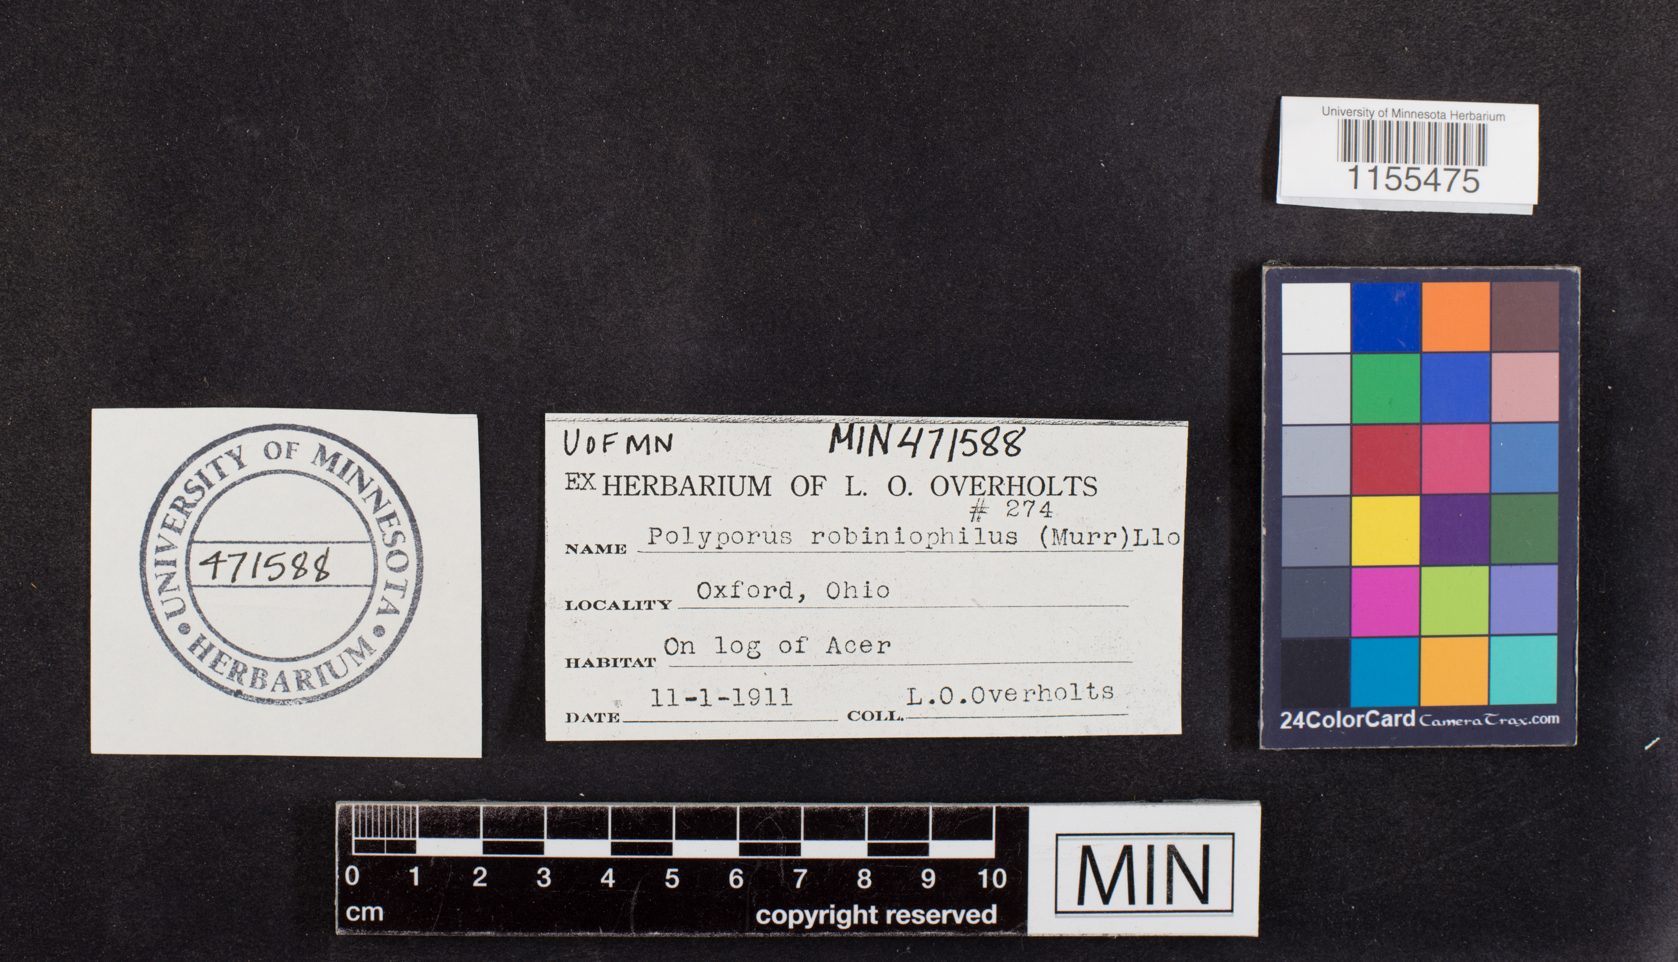 University of Minnesota Herbarium
1155475
UNIVERSITY OF MINNESOTA
471588
• HERBARIUM •
U OF MN MIN 471588
EX HERBARIUM OF L. O. OVERHOLTS
# 274
NAME Polyporus robiniophilus (Murr)Llo
LOCALITY Oxford, Ohio
HABITAT On log of Acer
DATE 11-1-1911 COLL. L.O.Overholts
24ColorCard CameraTrax.com
0 1 2 3 4 5 6 7 8 9 10
cm copyright reserved
MIN